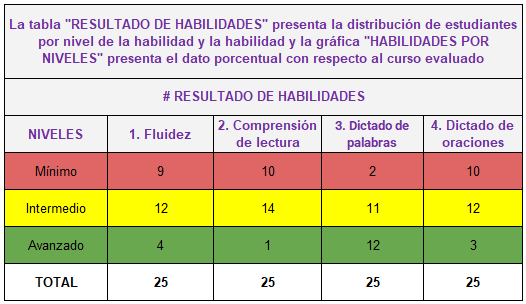 La tabla "RESULTADO DE HABILIDADES" presenta la distribución de estudiantes
por nivel de la habilidad y la habilidad y la gráfica "HABILIDADES POR
NIVELES" presenta el dato porcentual con respecto al curso evaluado
# RESULTADO DE HABILIDADES
NIVELES 1. Fluidez 2. Comprensión de lectura 3. Dictado de palabras 4. Dictado de oraciones
Mínimo 9 10 2 10
Intermedio 12 14 11 12
Avanzado 4 1 12 3
TOTAL 25 25 25 25